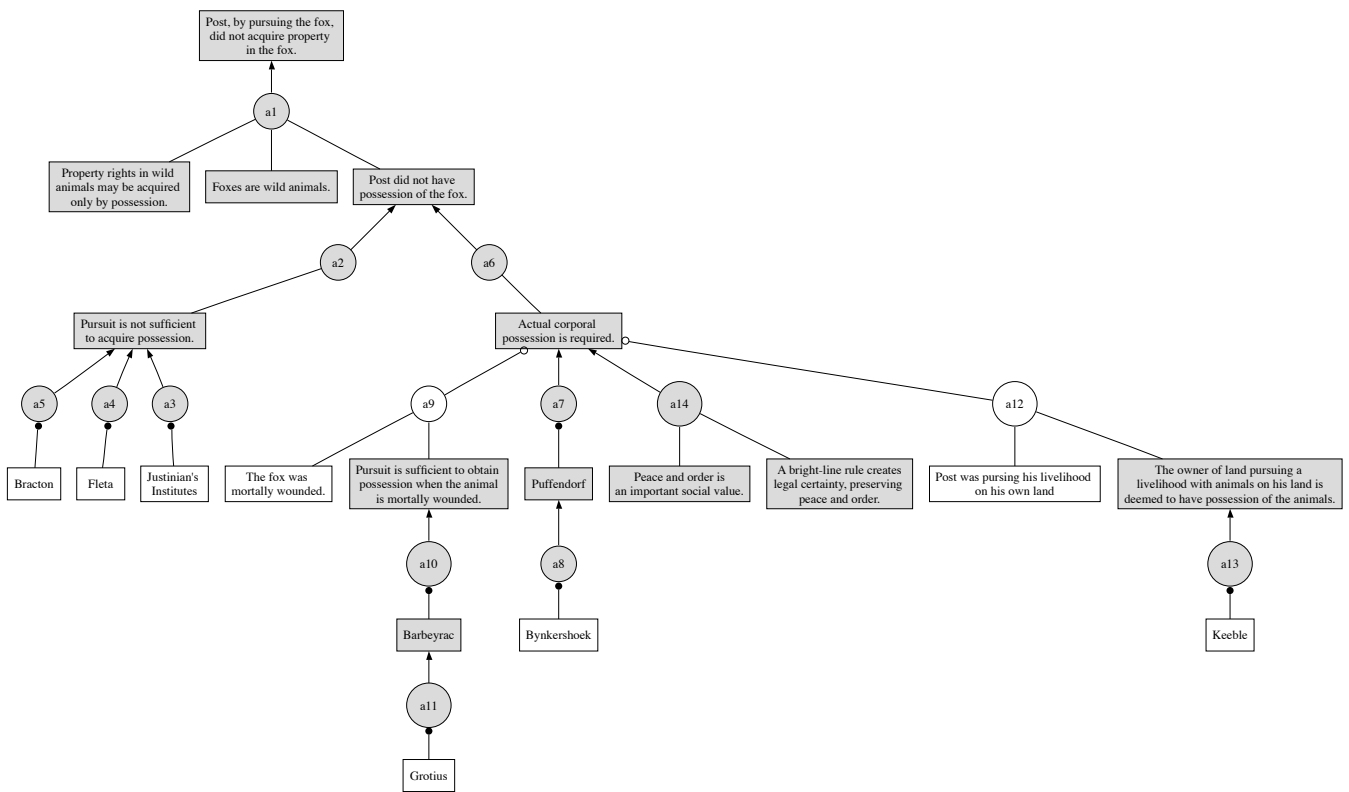 Post, by pursuing the fox,
did not acquire property
in the fox.
a1
Property rights in wild
animals may be acquired
only by possession.
Foxes are wild animals.
Post did not have
possession of the fox.
a2
a6
Pursuit is not sufficient
to acquire possession.
Actual corporal
possession is required.
a5
a4
a3
a9
a7
a14
a12
Bracton
Fleta
Justinian's
Institutes
The fox was
mortally wounded.
Pursuit is sufficient to obtain
possession when the animal
is mortally wounded.
Puffendorf
Peace and order is
an important social value.
A bright-line rule creates
legal certainty, preserving
peace and order.
Post was pursing his livelihood
on his own land
The owner of land pursuing a
livelihood with animals on his land is
deemed to have possession of the animals.
a10
a8
a13
Barbeyrac
Bynkershoek
Keeble
a11
Grotius